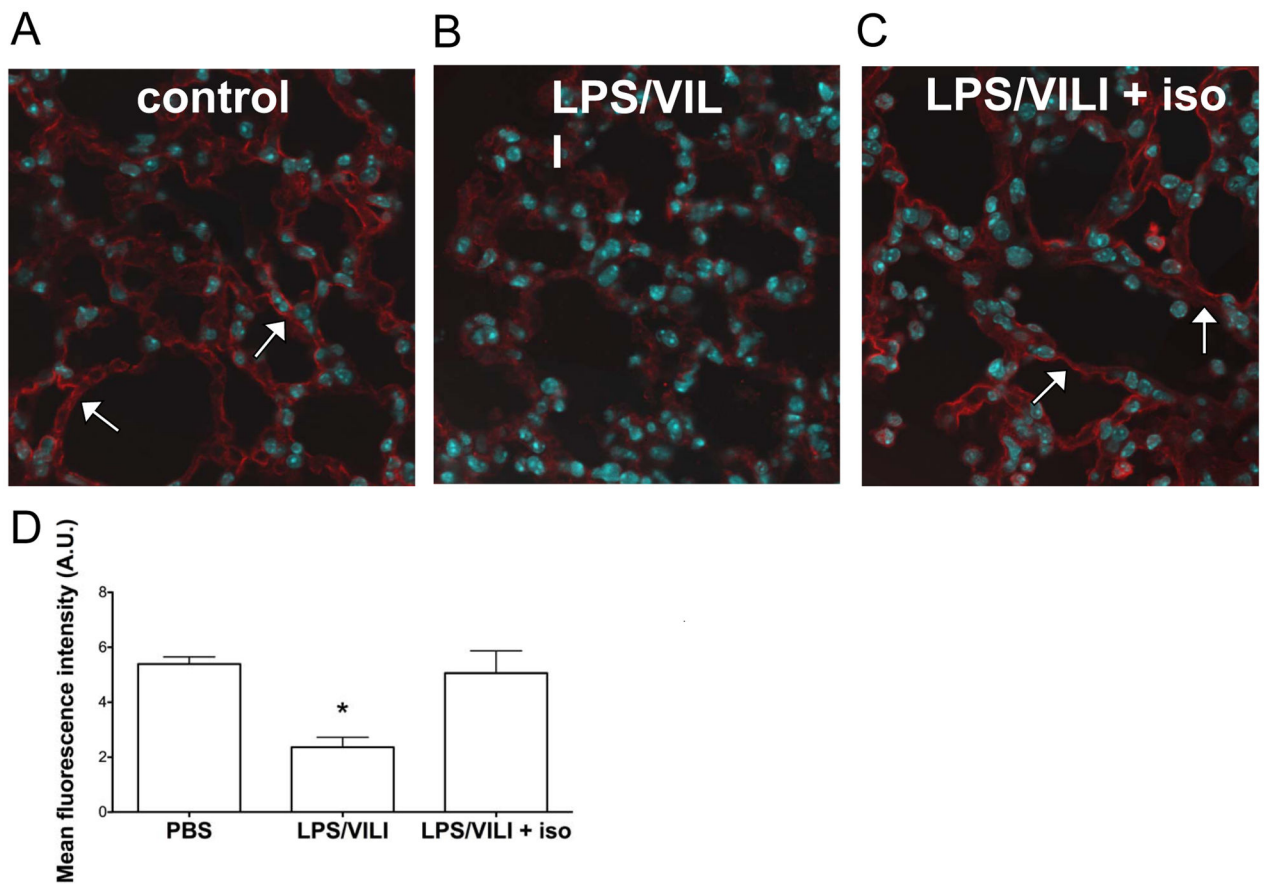 A
B
C
control
LPS/VIL
I
LPS/VILI + iso
D
Mean fluorescence intensity (A.U.)
8
6
4
2
0
*
PBS
LPS/VILI
LPS/VILI + iso